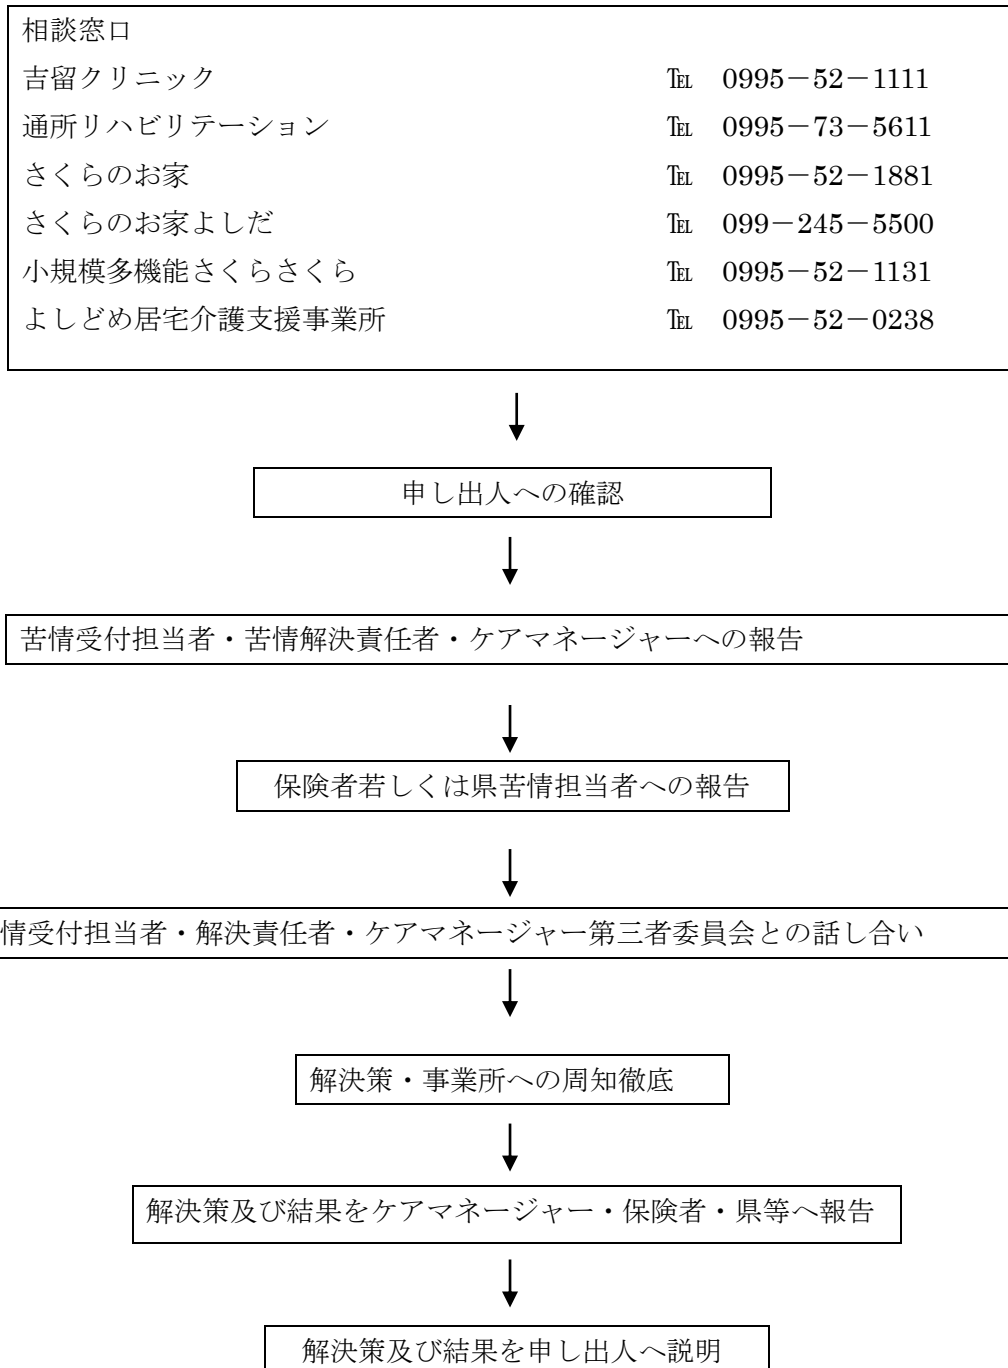 相談窓口
吉留クリニック ℡ 0995－52－1111
通所リハビリテーション ℡ 0995－73－5611
さくらのお家 ℡ 0995－52－1881
さくらのお家よしだ ℡ 099－245－5500
小規模多機能さくらさくら ℡ 0995－52－1131
よしどめ居宅介護支援事業所 ℡ 0995－52－0238
申し出人への確認
苦情受付担当者・苦情解決責任者・ケアマネージャーへの報告
保険者若しくは県苦情担当者への報告
情受付担当者・解決責任者・ケアマネージャー第三者委員会との話し合い
解決策・事業所への周知徹底
解決策及び結果をケアマネージャー・保険者・県等へ報告
解決策及び結果を申し出人へ説明